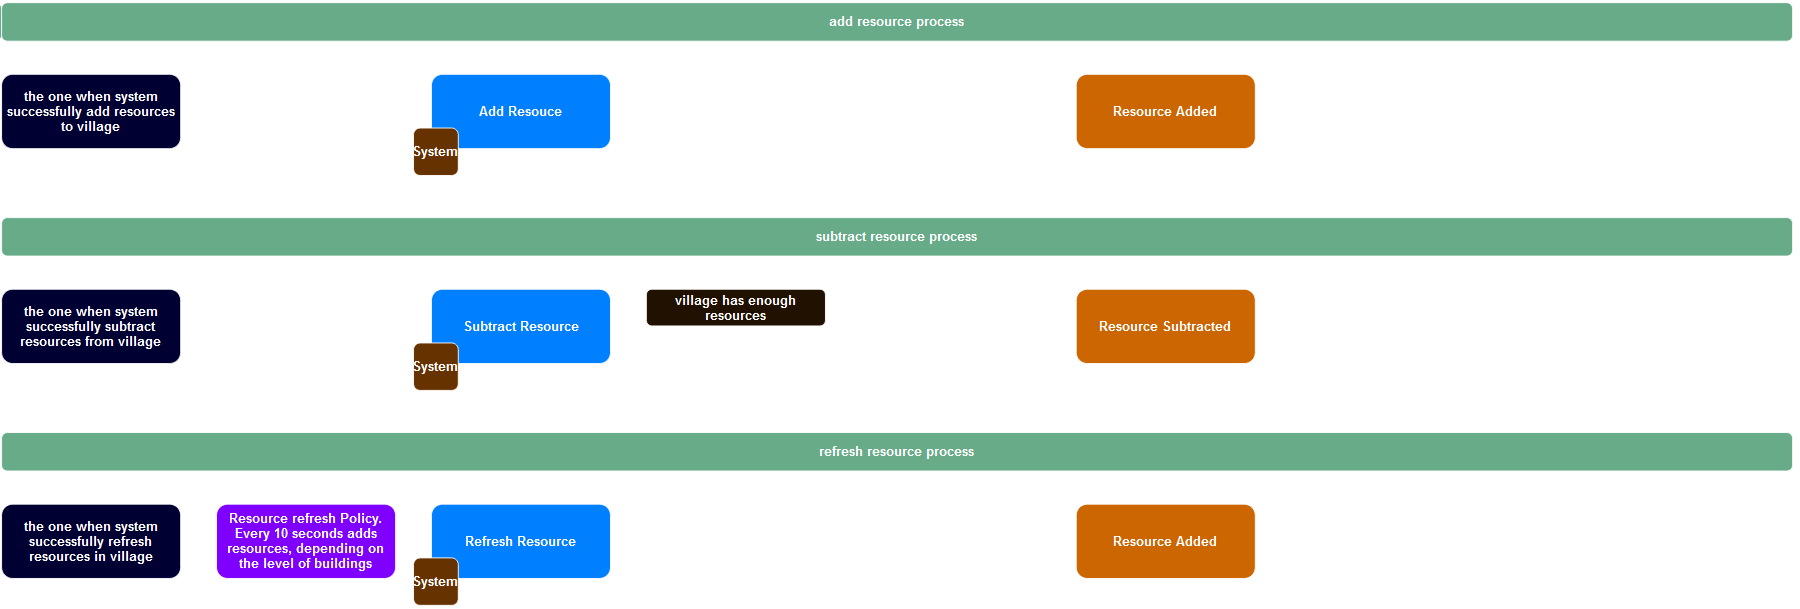 add resource process
the one when system
successfully add resources
to village
Add Resouce
System
Resource Added
subtract resource process
the one when system
successfully subtract
resources from village
Subtract Resource
System
village has enough
resources
Resource Subtracted
refresh resource process
the one when system
successfully refresh
resources in village
Resource refresh Policy.
Every 10 seconds adds
resources, depending on
the level of buildings
Refresh Resource
System
Resource Added